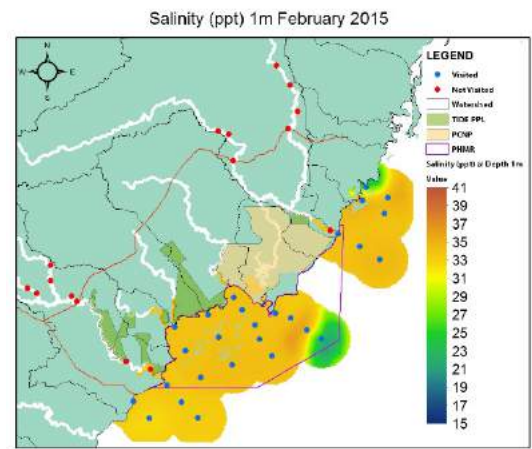 Salinity (ppt) 1m February 2015
N
W E
S
LEGEND
Visited
Not Visited
Watershed
TIDE PPL
PCNP
PHMR
Salinity (ppt) at Depth 1m
Value
41
39
37
35
33
31
29
27
25
23
21
19
17
15